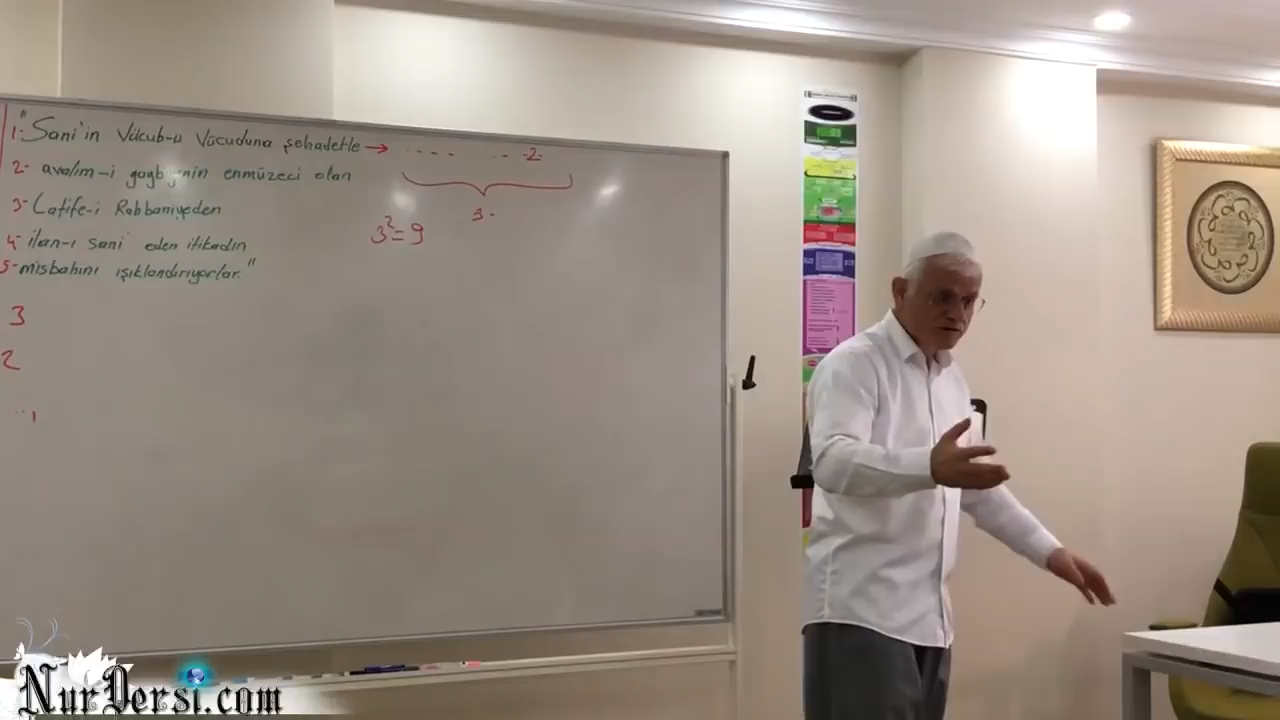 1- "Sani'in Vücub-u Vücuduna şehadetle → .... .. -2-
2- avalim-i gaybiyenin enmüzeci olan
3- Latife-i Rabbaniyeden
3-
3²=9
4- ilan-ı Sani' eden itikadın
5- misbahını ışıklandırıyorlar."
3
2
...,
NurDersi.com